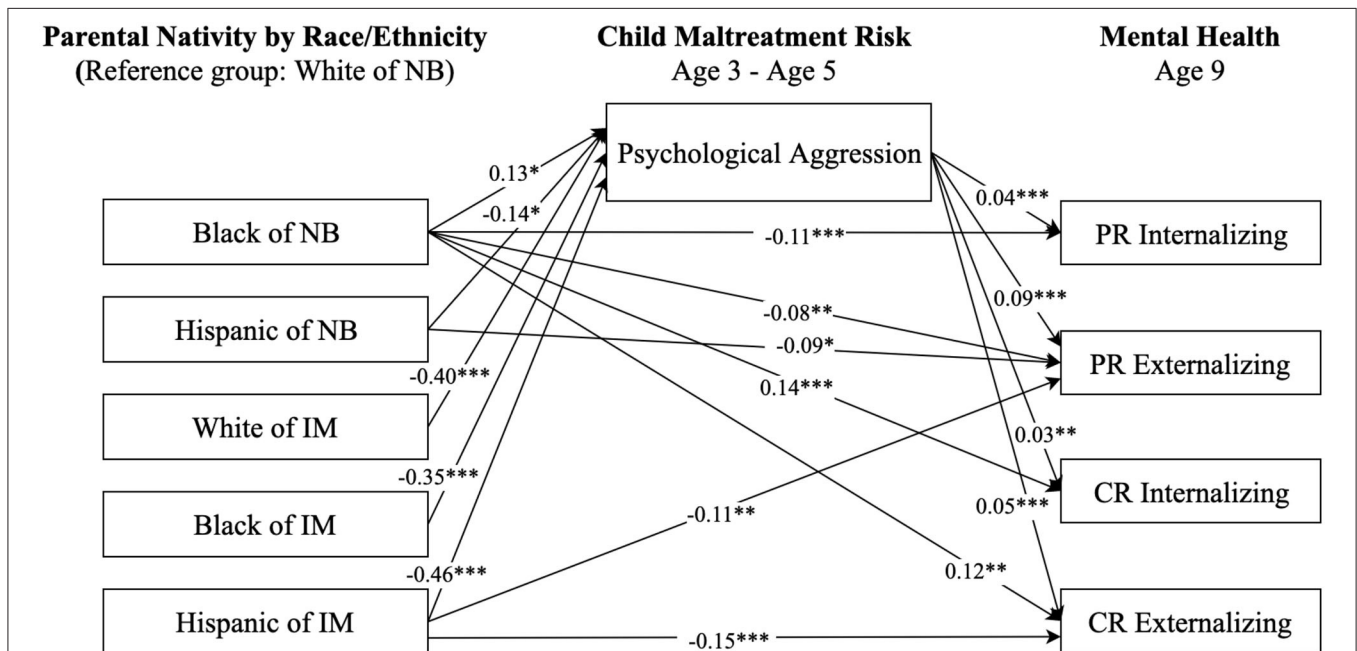 Parental Nativity by Race/Ethnicity
(Reference group: White of NB)
Child Maltreatment Risk
Age 3 - Age 5
Mental Health
Age 9
Psychological Aggression
Black of NB
Hispanic of NB
White of IM
Black of IM
Hispanic of IM
PR Internalizing
PR Externalizing
CR Internalizing
CR Externalizing
0.13*
-0.14*
-0.40***
-0.35***
-0.46***
-0.11***
-0.08**
-0.09*
0.14***
-0.11**
0.12**
-0.15***
0.04***
0.09***
0.03**
0.05***